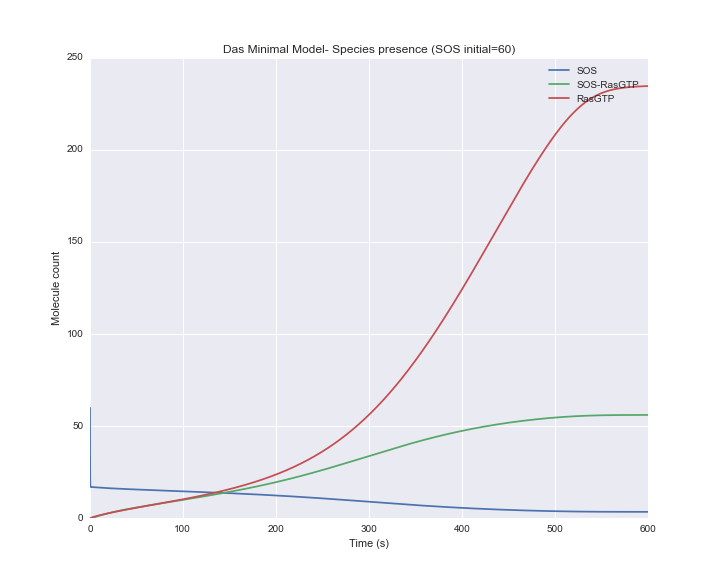 Das Minimal Model- Species presence (SOS initial=60)
250
200
150
100
50
0
Molecule count
SOS
SOS-RasGTP
RasGTP
0 100 200 300 400 500 600
Time (s)